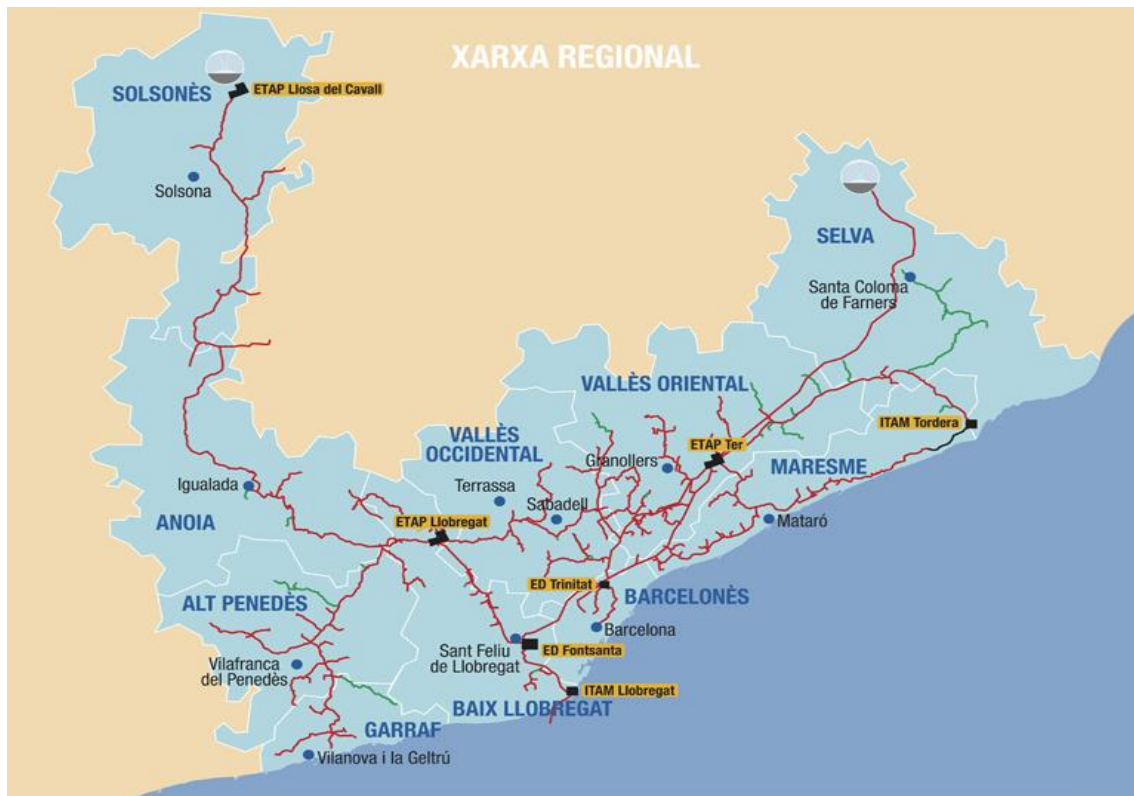 XARXA REGIONAL
SOLSONÈS
ETAP Llosa del Cavall
Solsona
SELVA
Santa Coloma
de Farners
VALLÈS ORIENTAL
ITAM Tordera
VALLÈS
OCCIDENTAL
ETAP Ter
Granollers
MARESME
Igualada
Terrassa
Sabadell
ANOIA
ETAP Llobregat
Mataró
ED Trinitat
ALT PENEDÈS
BARCELONÈS
Barcelona
Sant Feliu
de Llobregat
ED Fontsanta
Vilafranca
del Penedès
ITAM Llobregat
BAIX LLOBREGAT
GARRAF
Vilanova i la Geltrú